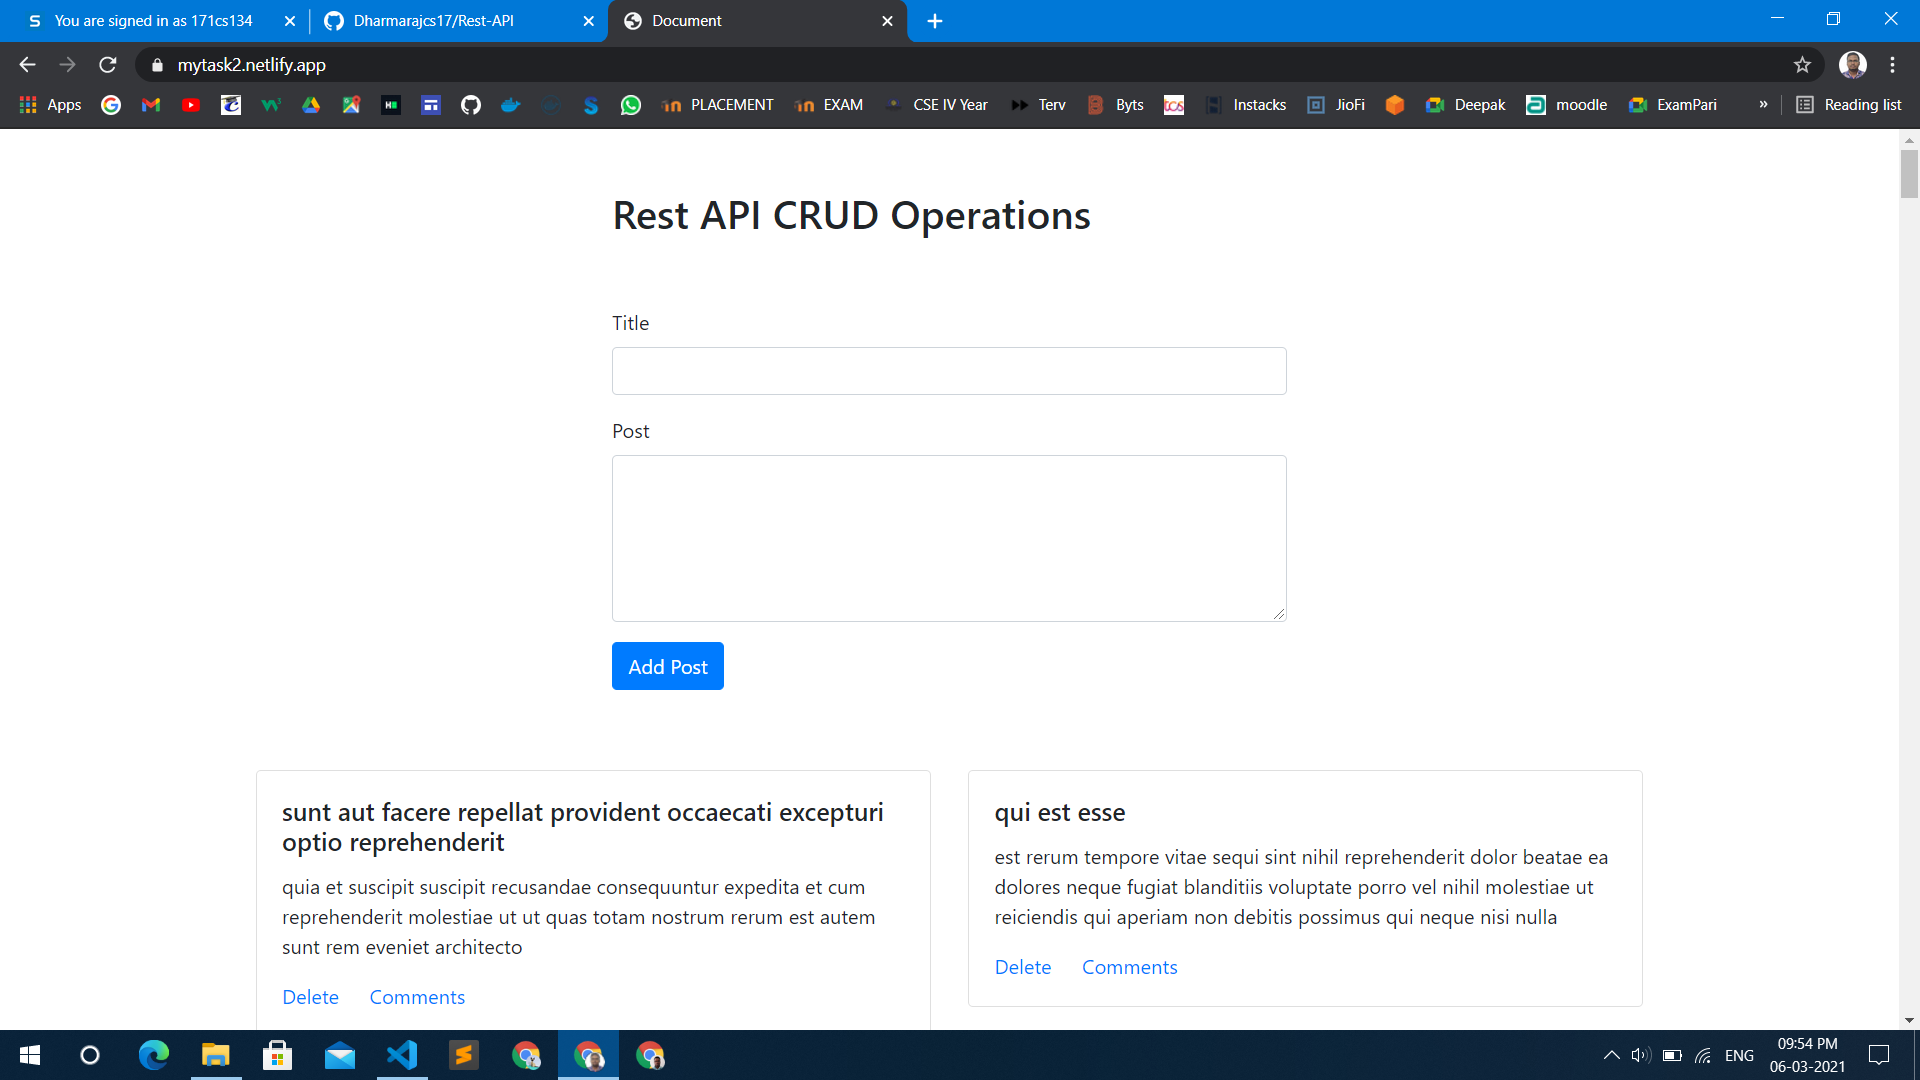 You are signed in as 171cs134
Dharmarajcs17/Rest-API
Document
mytask2.netlify.app
Apps
PLACEMENT
EXAM
CSE IV Year
Terv
Byts
tcs
Instacks
JioFi
Deepak
moodle
ExamPari
»
Reading list
Rest API CRUD Operations
Title
Post
Add Post
sunt aut facere repellat provident occaecati excepturi
optio reprehenderit
quia et suscipit suscipit recusandae consequuntur expedita et cum
reprehenderit molestiae ut ut quas totam nostrum rerum est autem
sunt rem eveniet architecto
Delete Comments
qui est esse
est rerum tempore vitae sequi sint nihil reprehenderit dolor beatae ea
dolores neque fugiat blanditiis voluptate porro vel nihil molestiae ut
reiciendis qui aperiam non debitis possimus qui neque nisi nulla
Delete Comments
ENG
09:54 PM
06-03-2021